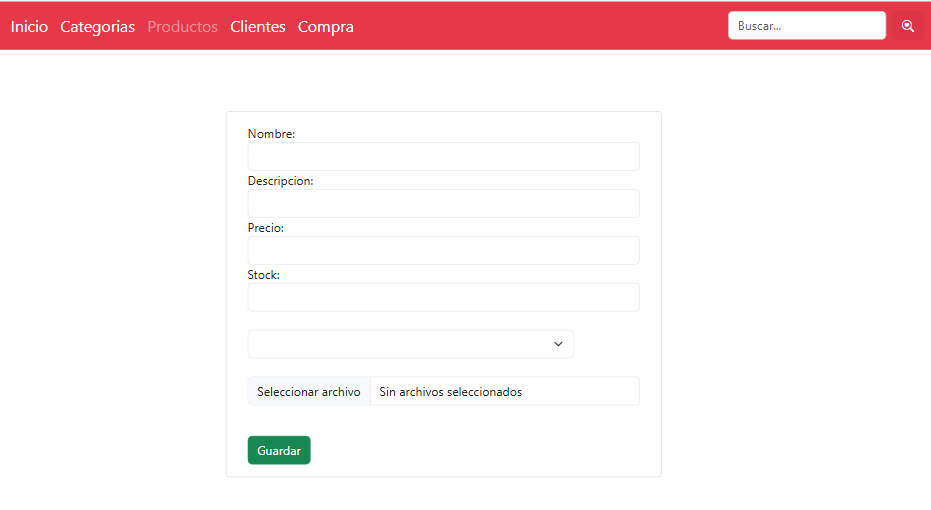 Inicio Categorias Productos Clientes Compra Buscar...
Nombre:
Descripcion:
Precio:
Stock:
Seleccionar archivo Sin archivos seleccionados
Guardar